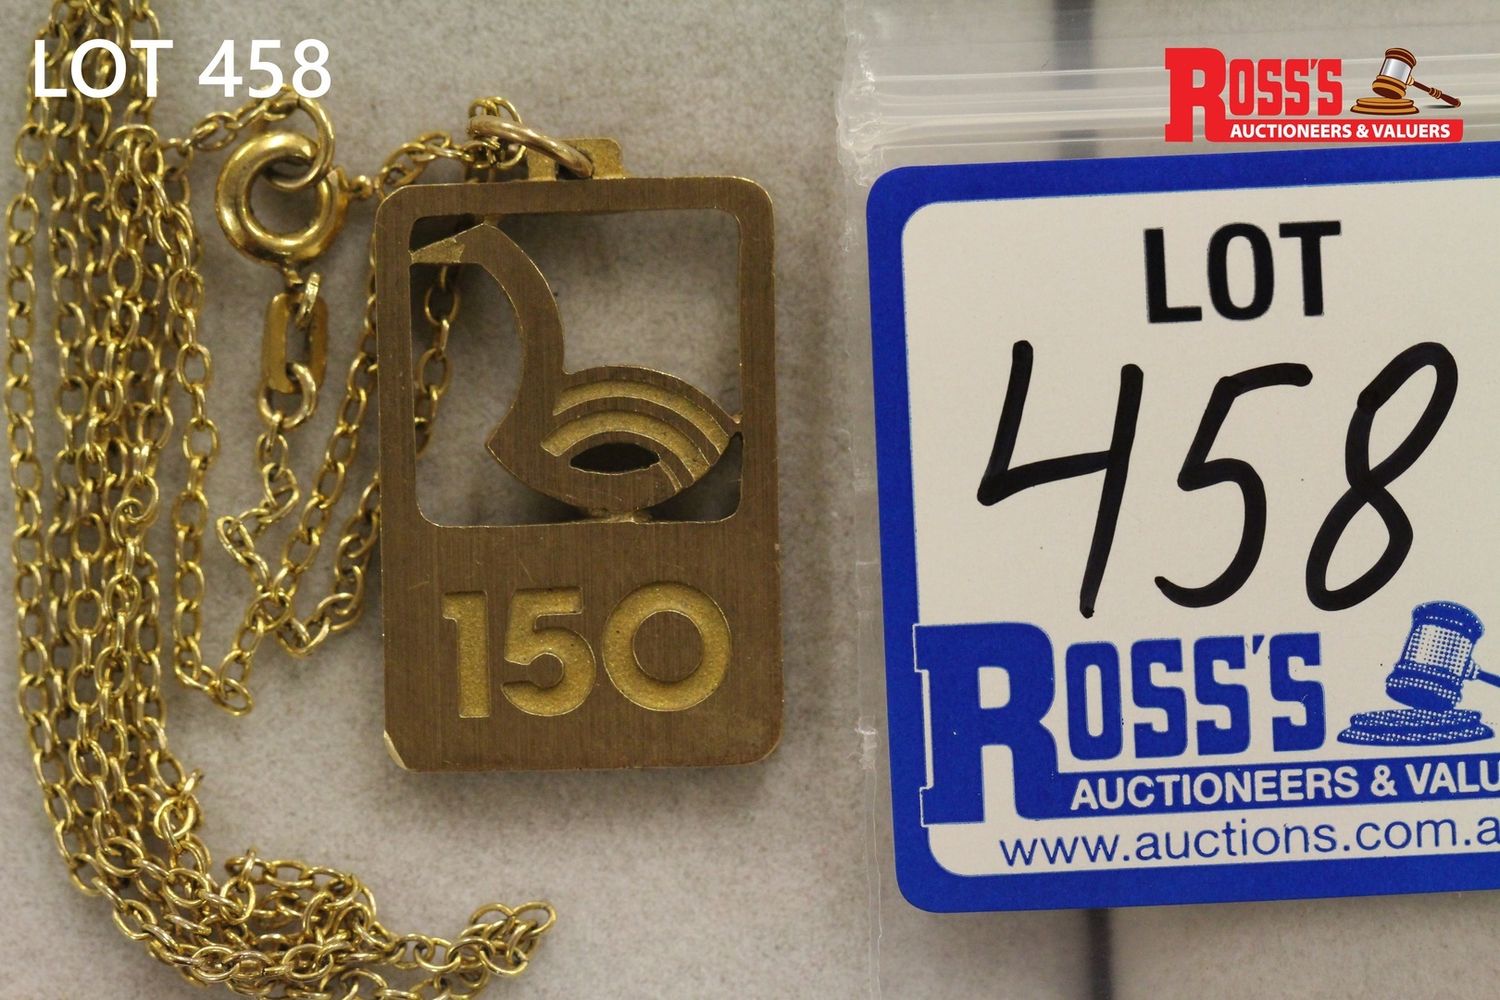 LOT 458
ROSS'S
AUCTIONEERS & VALUERS
150
LOT
458
ROSS'S
AUCTIONEERS & VALU
www.auctions.com.a